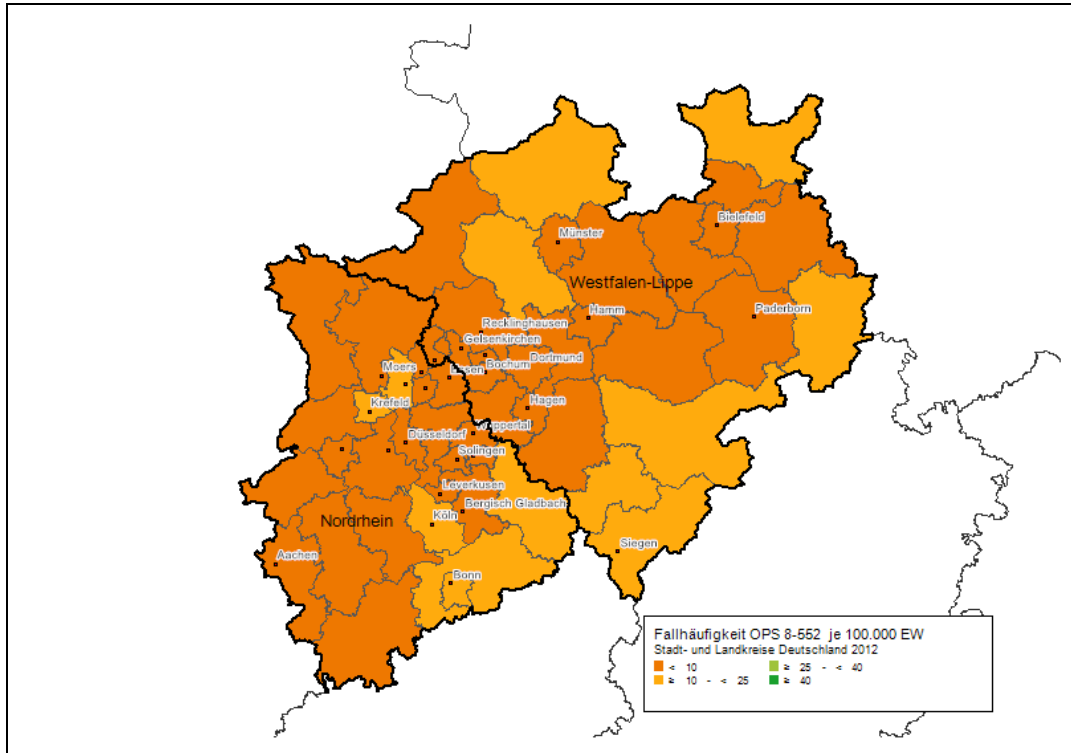 Bielefeld
Münster
Westfalen-Lippe
Hamm
Paderborn
Recklinghausen
Gelsenkirchen
Dortmund
Bochum
Essen
Moers
Krefeld
Hagen
Wuppertal
Düsseldorf
Solingen
Leverkusen
Bergisch Gladbach
Köln
Nordrhein
Siegen
Aachen
Bonn
Fallhäufigkeit OPS 8-552 je 100.000 EW
Stadt- und Landkreise Deutschland 2012
< 10 ≥ 25 - < 40
≥ 10 - < 25 ≥ 40